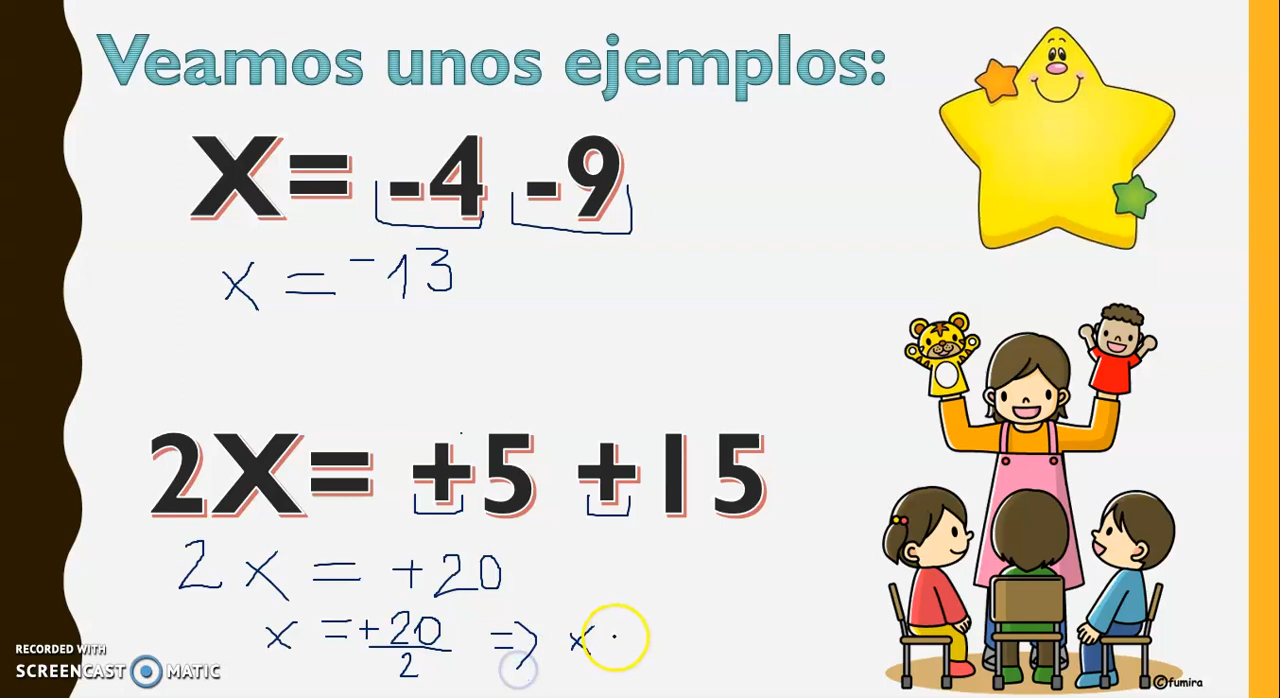 Veamos unos ejemplos:
X= -4 -9
x = -13
2X= +5 +15
2x = +20
x = +20/2 => x
RECORDED WITH
SCREENCAST MATIC
©fumira